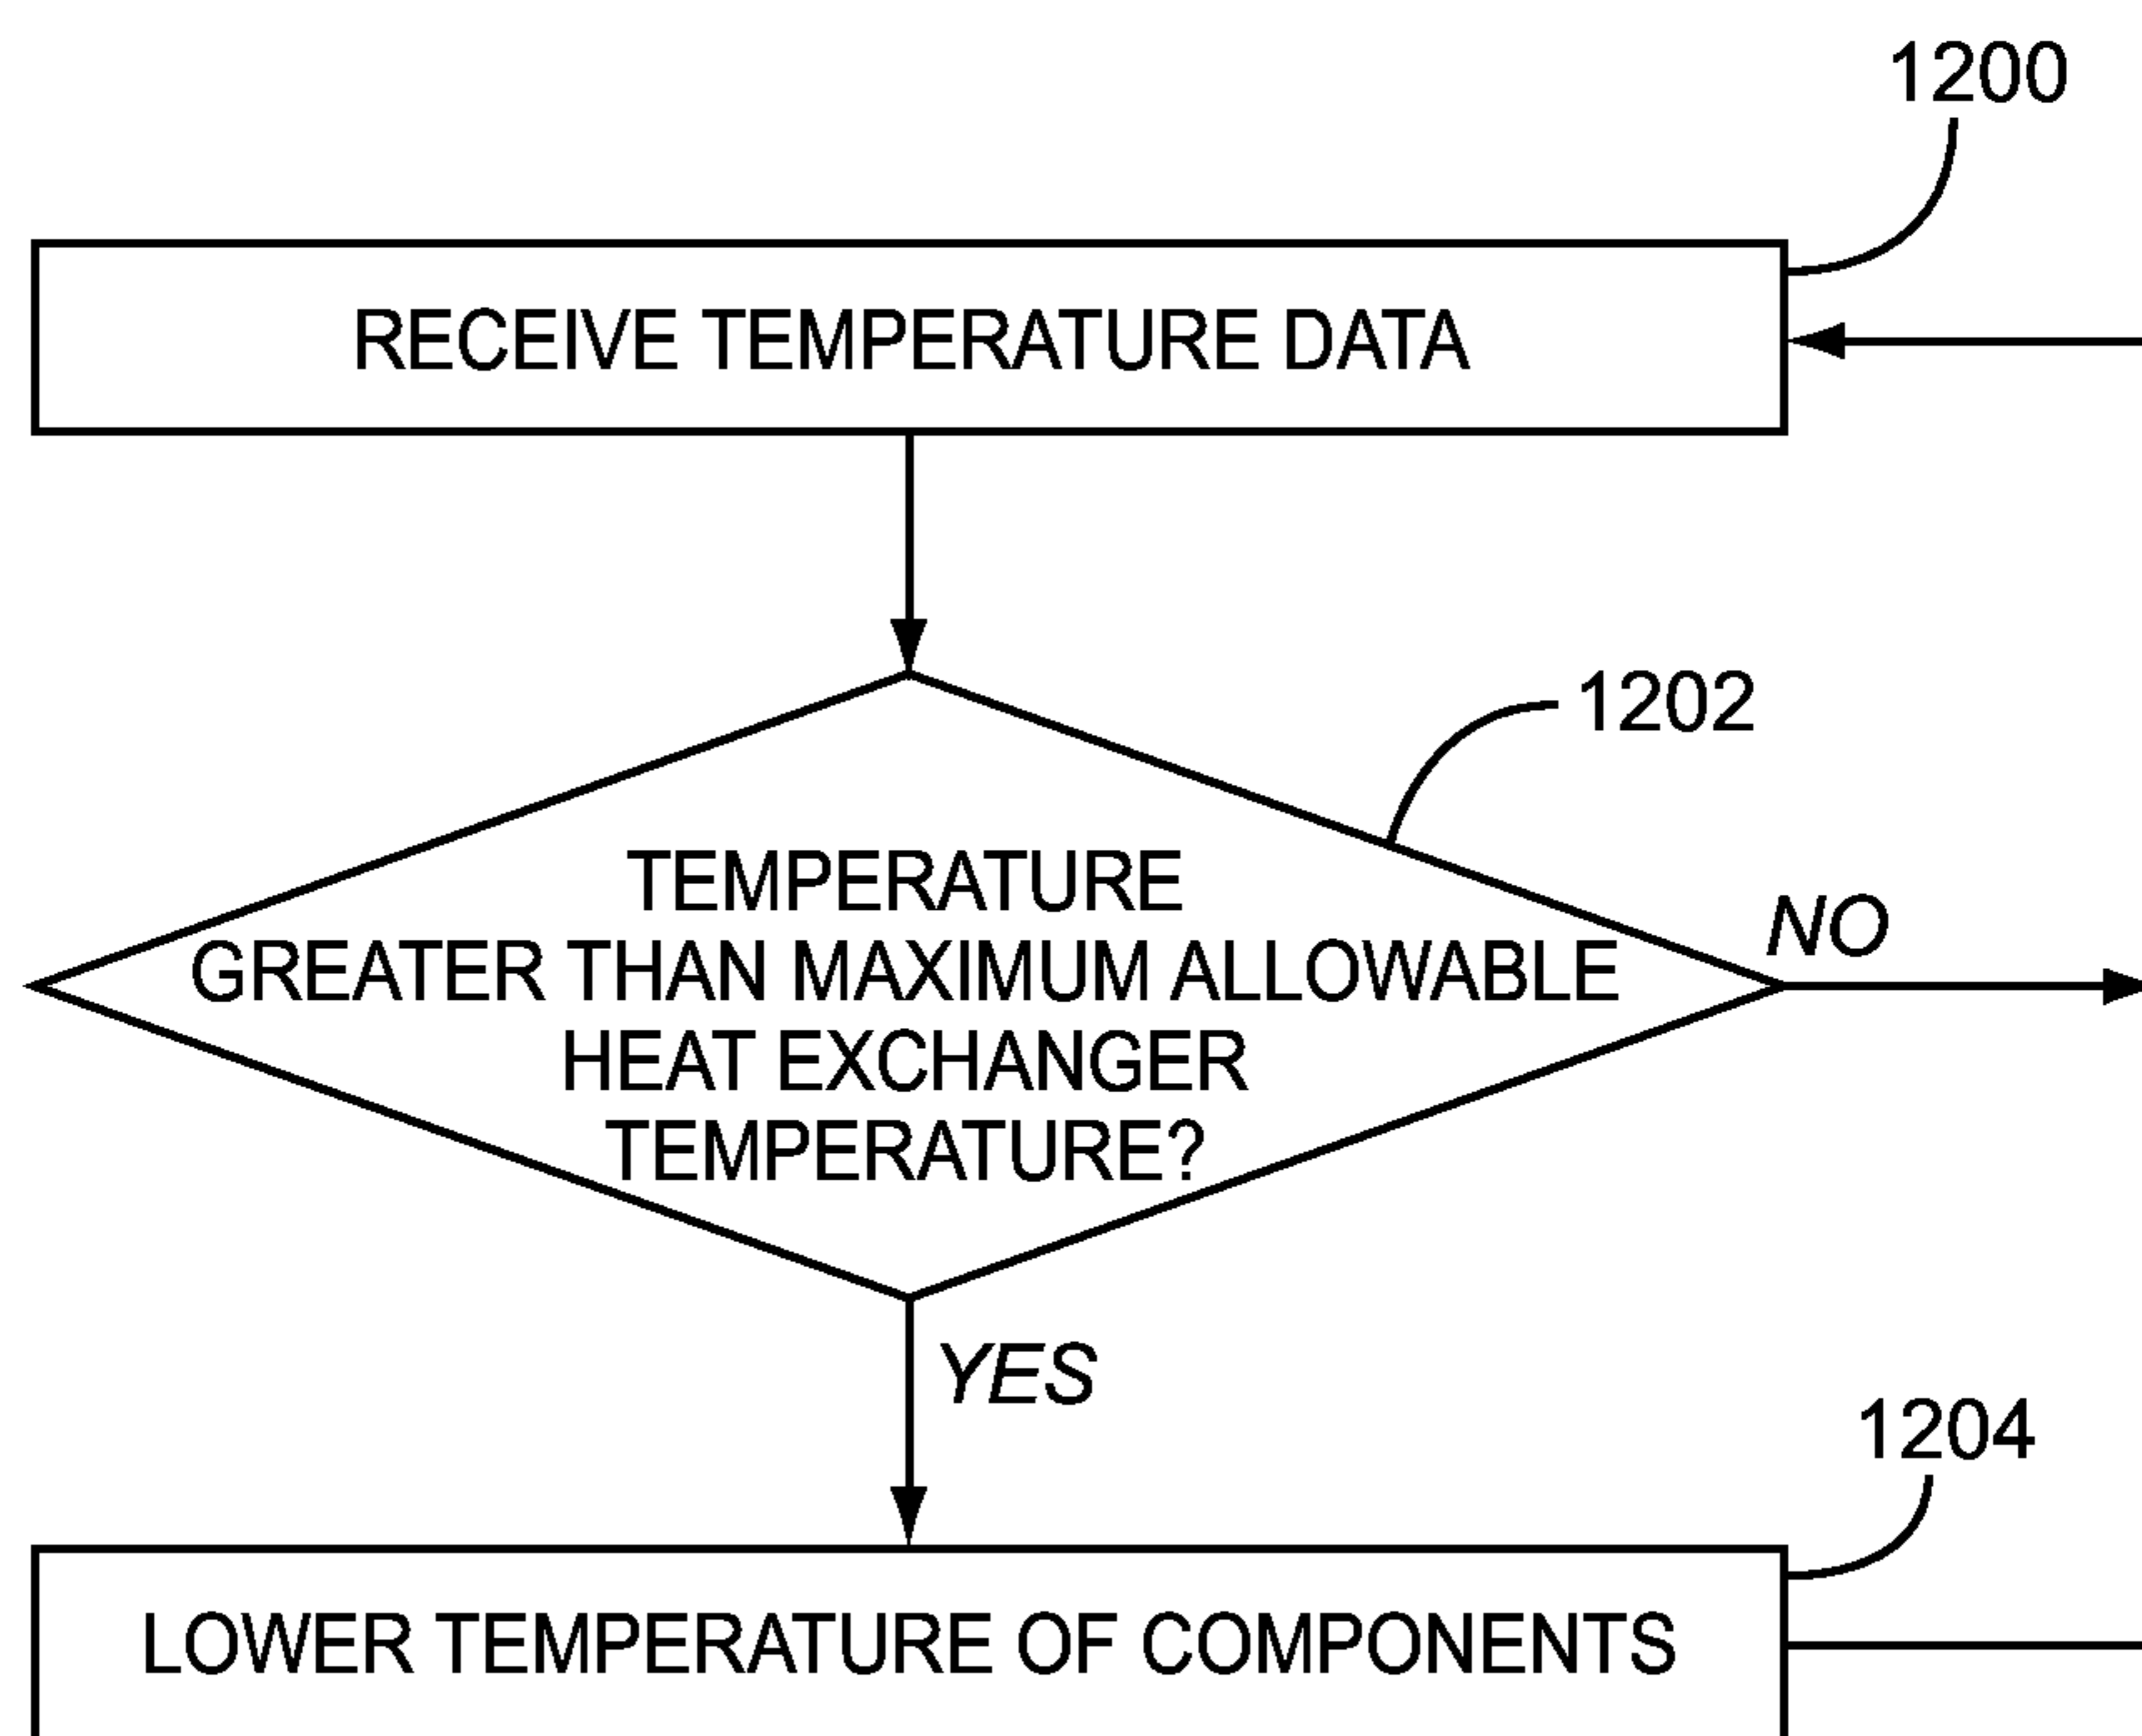 1200
RECEIVE TEMPERATURE DATA
1202
TEMPERATURE
GREATER THAN MAXIMUM ALLOWABLE
HEAT EXCHANGER
TEMPERATURE?
NO
YES
1204
LOWER TEMPERATURE OF COMPONENTS